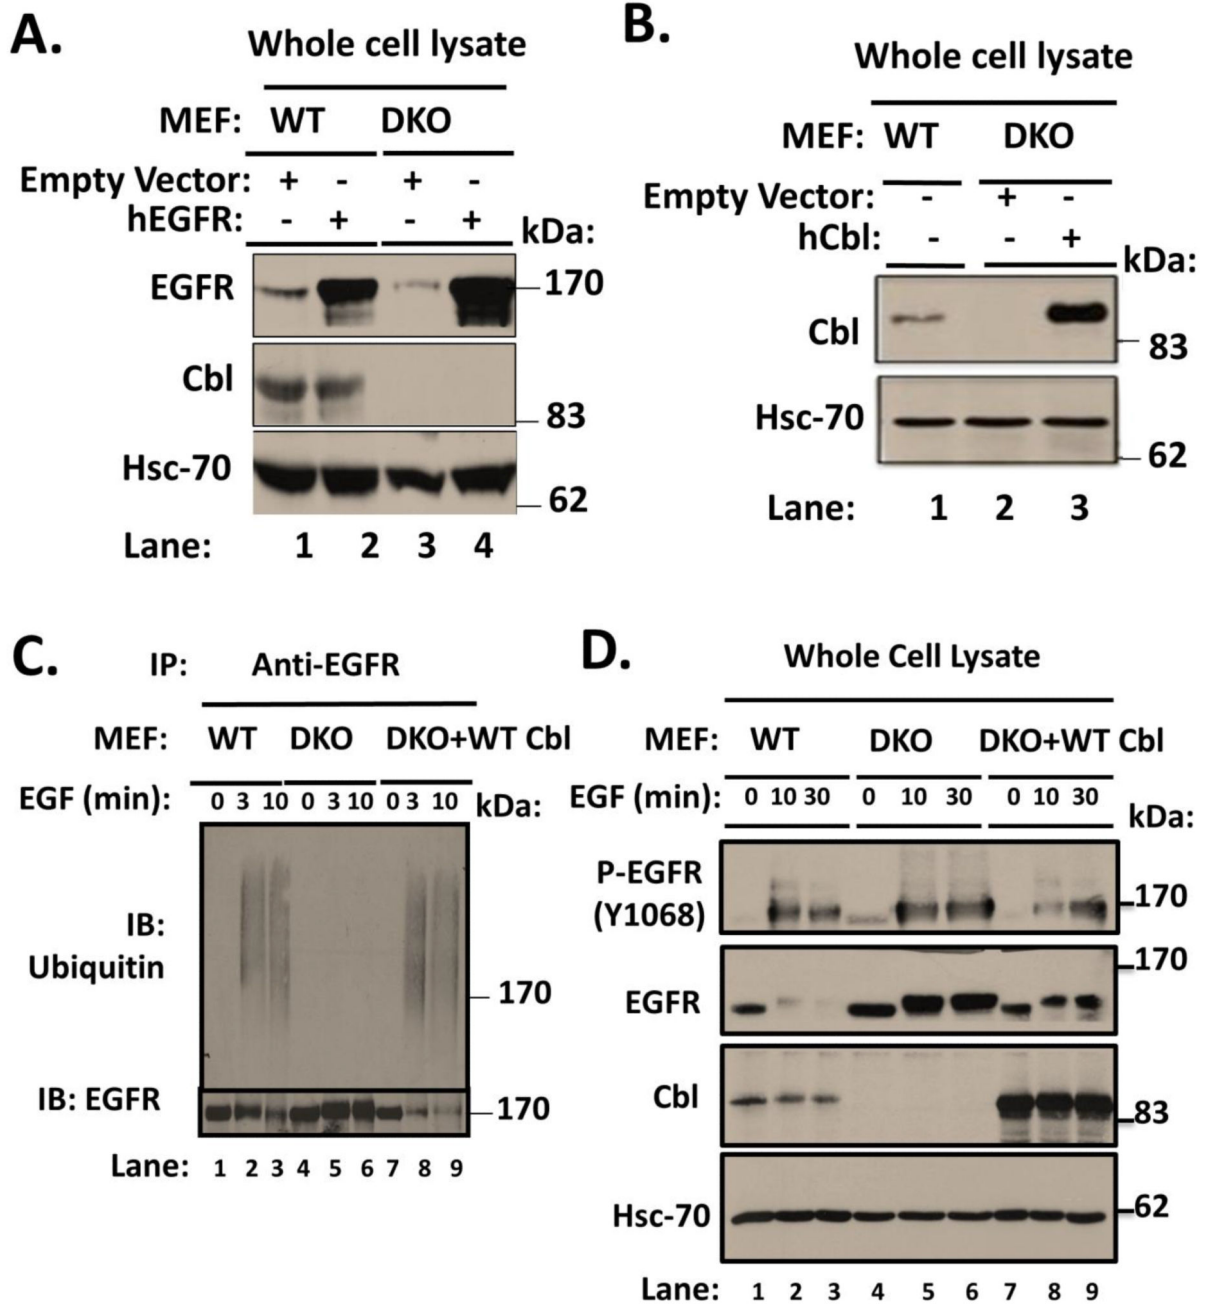 A.
Whole cell lysate
MEF: WT DKO
Empty Vector: + - + -
hEGFR: - + - +
kDa:
EGFR 170
Cbl
83
Hsc-70
62
Lane: 1 2 3 4
B.
Whole cell lysate
MEF: WT DKO
Empty Vector: - + -
hCbl: - - +
kDa:
Cbl
83
Hsc-70
62
Lane: 1 2 3
C.
IP: Anti-EGFR
MEF: WT DKO DKO+WT Cbl
EGF (min): 0 3 10 0 3 10 0 3 10 kDa:
IB:
Ubiquitin
170
IB: EGFR 170
Lane: 1 2 3 4 5 6 7 8 9
D.
Whole Cell Lysate
MEF: WT DKO DKO+WT Cbl
EGF (min): 0 10 30 0 10 30 0 10 30
kDa:
P-EGFR
(Y1068)
170
170
EGFR
Cbl
83
Hsc-70 62
Lane: 1 2 3 4 5 6 7 8 9